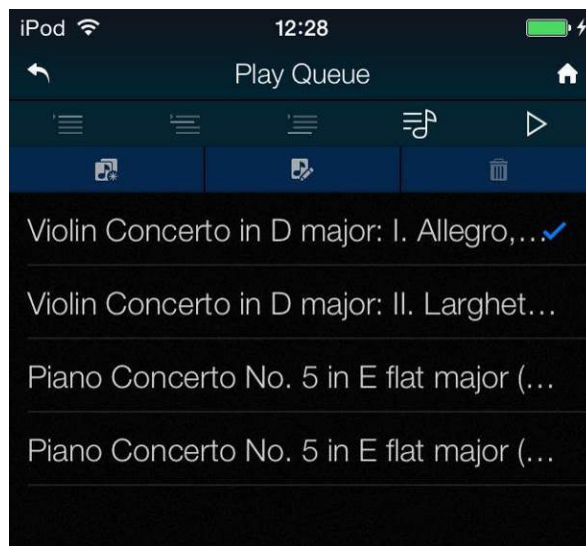 iPod 12:28
Play Queue
Violin Concerto in D major: I. Allegro,...
Violin Concerto in D major: II. Larghet...
Piano Concerto No. 5 in E flat major (...
Piano Concerto No. 5 in E flat major (...